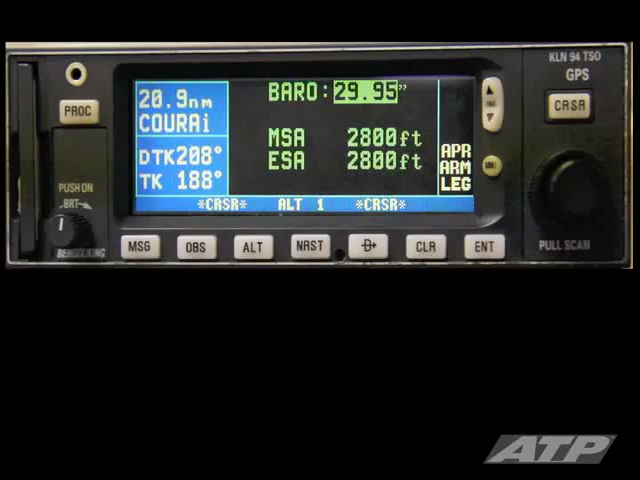 KLN 94 TSO
GPS
PROC
20.9nm
COURAi
DTK208°
TK 188°
BARO:29.95"
MSA 2800ft
ESA 2800ft
APR
ARM
LEG
*CRSR* ALT 1 *CRSR*
CRSR
PUSH ON
BRT
PULL SCAN
MSG
OBS
ALT
NRST
D
CLR
ENT
ATP